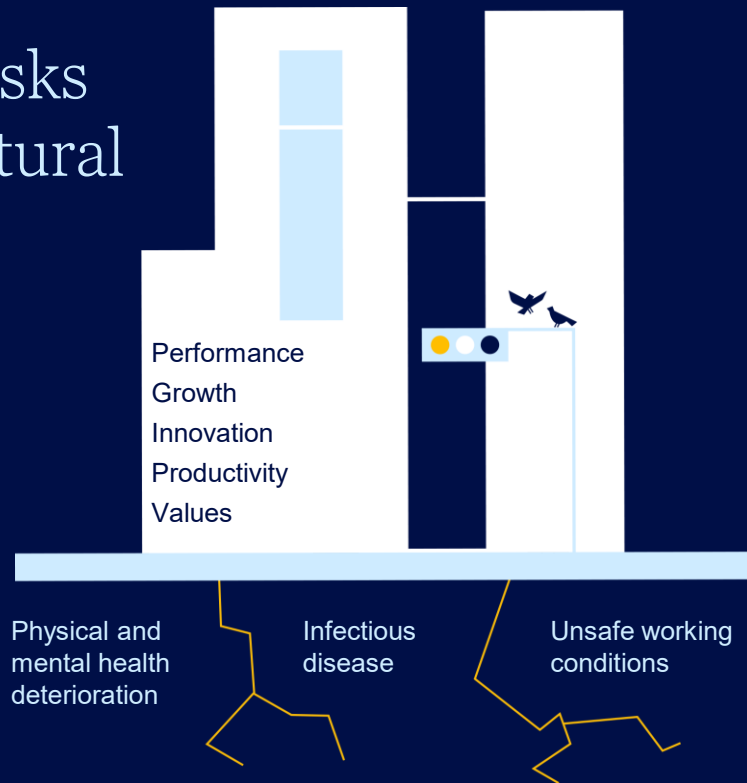 sks
tural
Performance
Growth
Innovation
Productivity
Values
Physical and
mental health
deterioration
Infectious
disease
Unsafe working
conditions